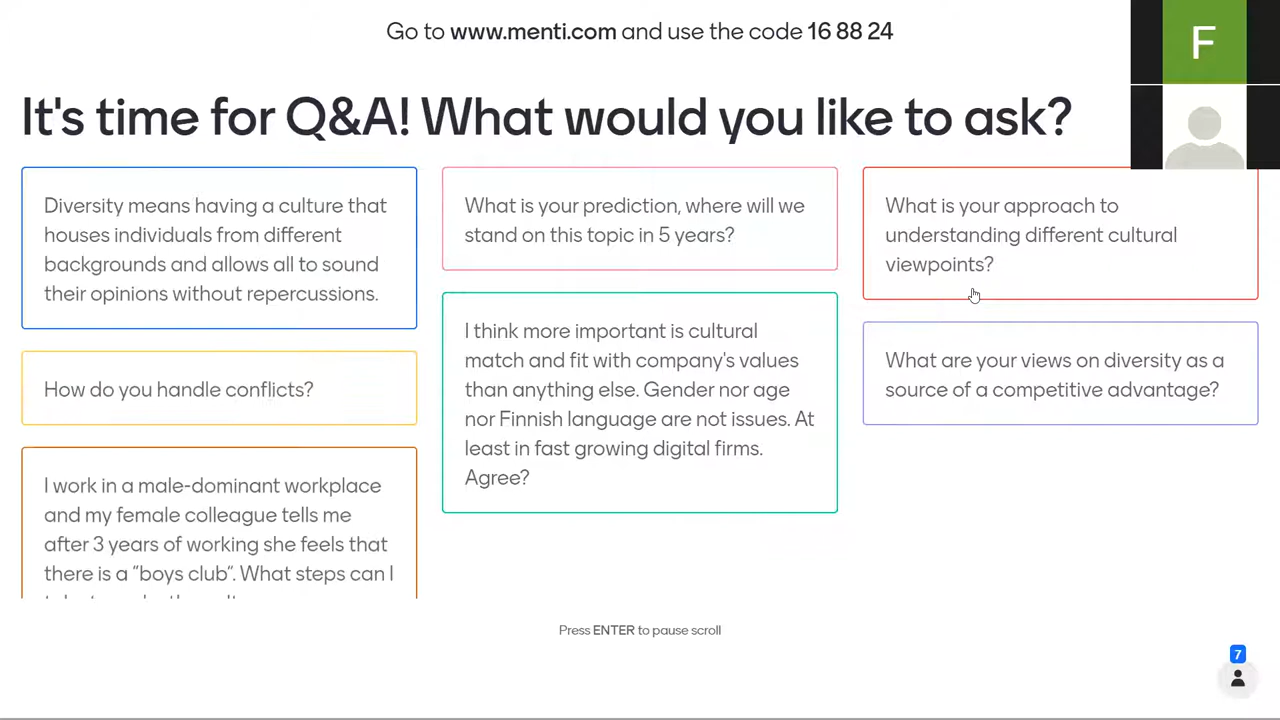 Go to www.menti.com and use the code 16 88 24
F
It's time for Q&A! What would you like to ask?
Diversity means having a culture that
houses individuals from different
backgrounds and allows all to sound
their opinions without repercussions.
How do you handle conflicts?
I work in a male-dominant workplace
and my female colleague tells me
after 3 years of working she feels that
there is a "boys club". What steps can I
What is your prediction, where will we
stand on this topic in 5 years?
I think more important is cultural
match and fit with company's values
than anything else. Gender nor age
nor Finnish language are not issues. At
least in fast growing digital firms.
Agree?
What is your approach to
understanding different cultural
viewpoints?
What are your views on diversity as a
source of a competitive advantage?
Press ENTER to pause scroll
7